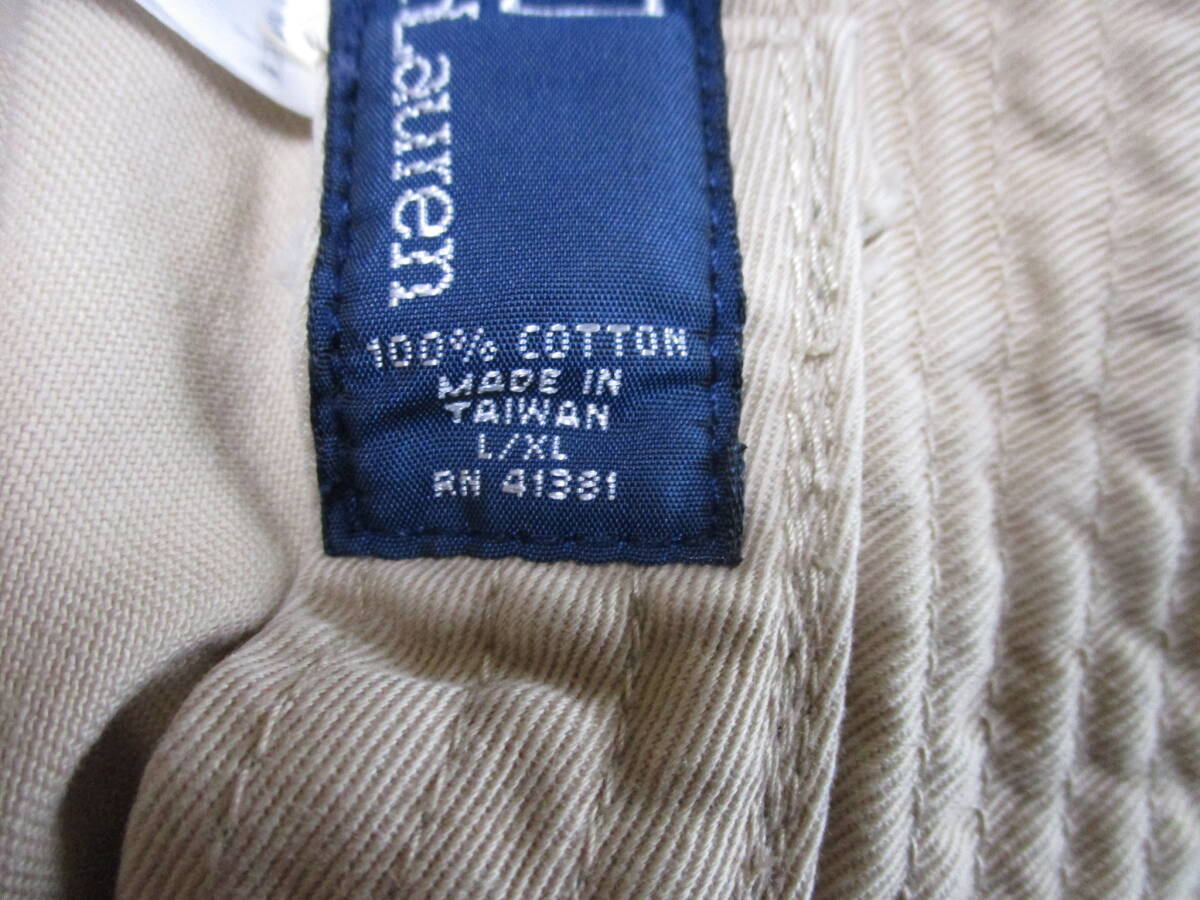 Lauren
100% COTTON
MADE IN
TAIWAN
L/XL
RN 41381